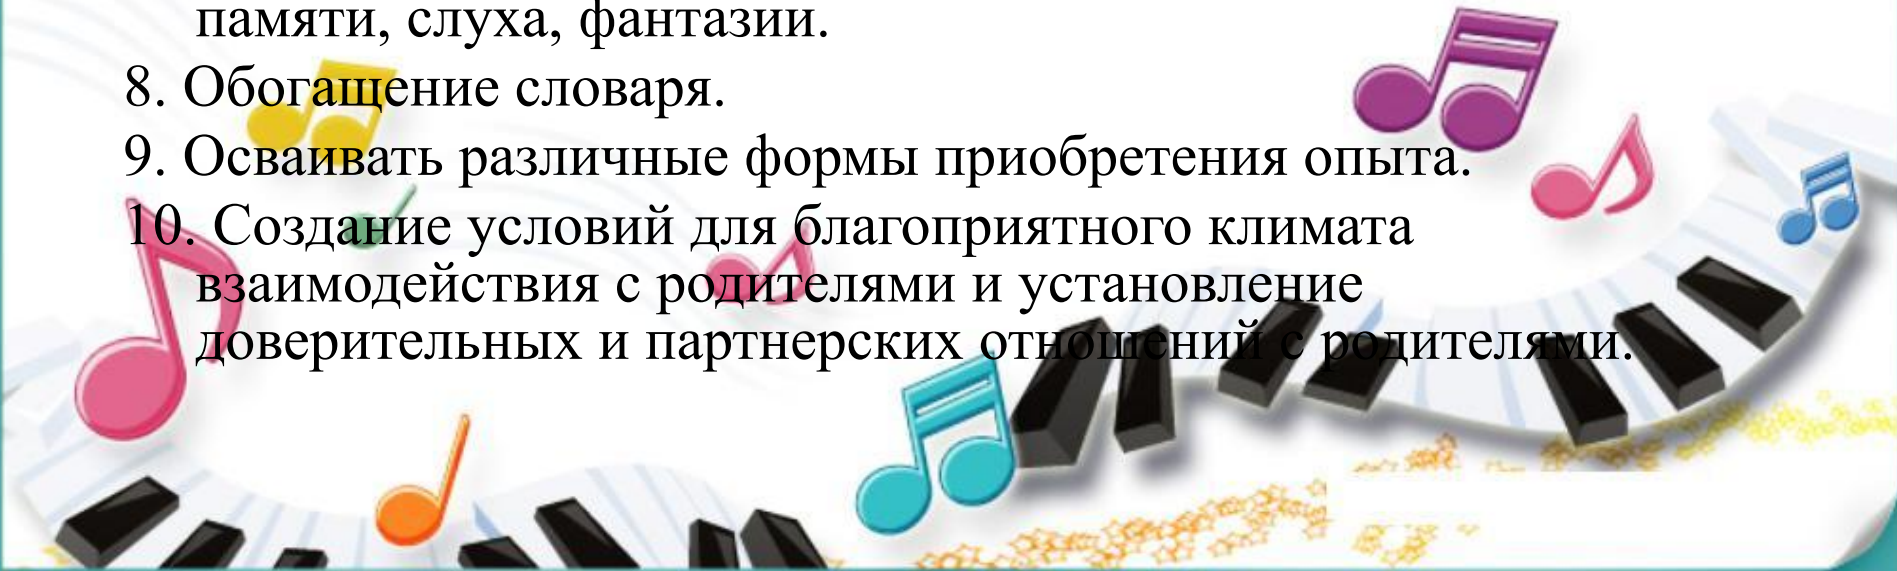 памяти, слуха, фантазии.
8. Обогащение словаря.
9. Осваивать различные формы приобретения опыта.
10. Создание условий для благоприятного климата
взаимодействия с родителями и установление
доверительных и партнерских отношений с родителями.